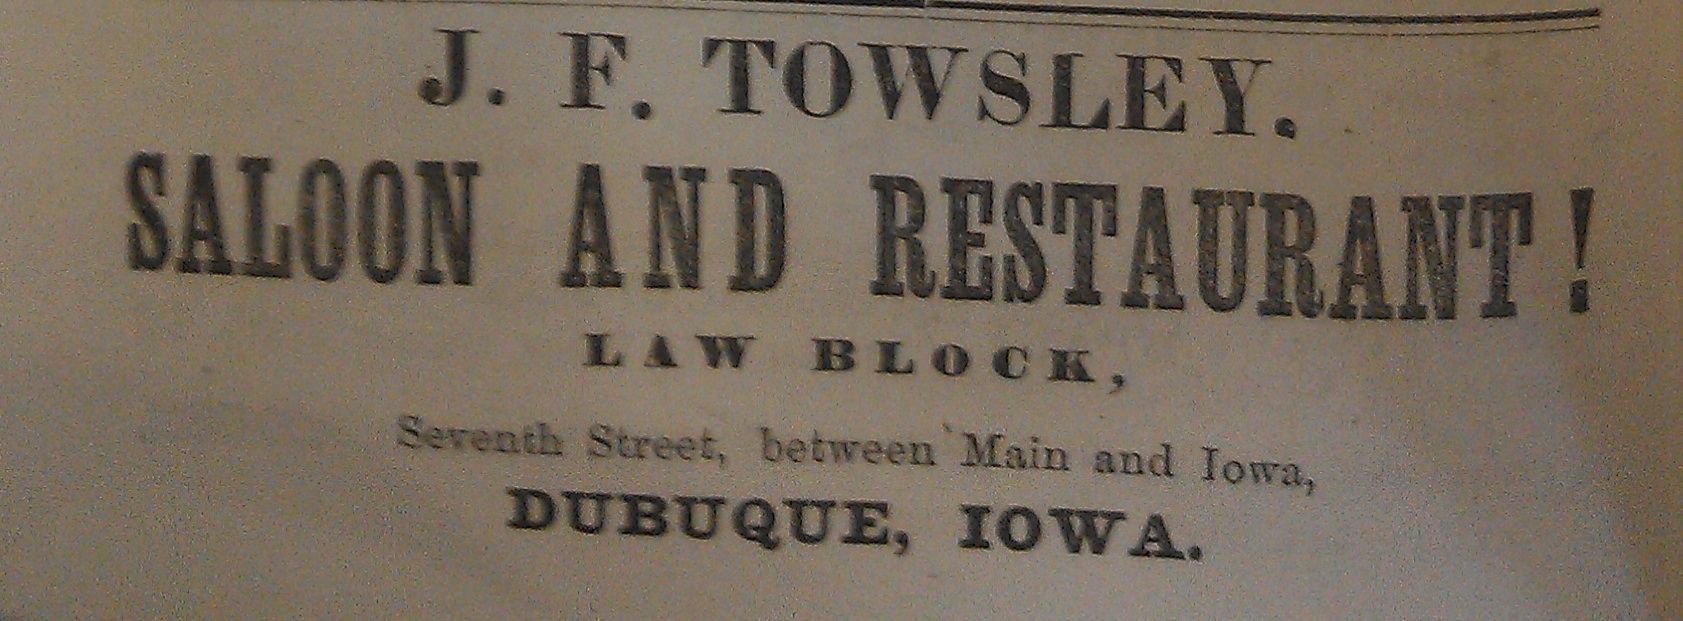 J. F. TOWSLEY.
SALOON AND RESTAURANT!
LAW BLOCK,
Seventh Street, between Main and Iowa,
DUBUQUE, IOWA.